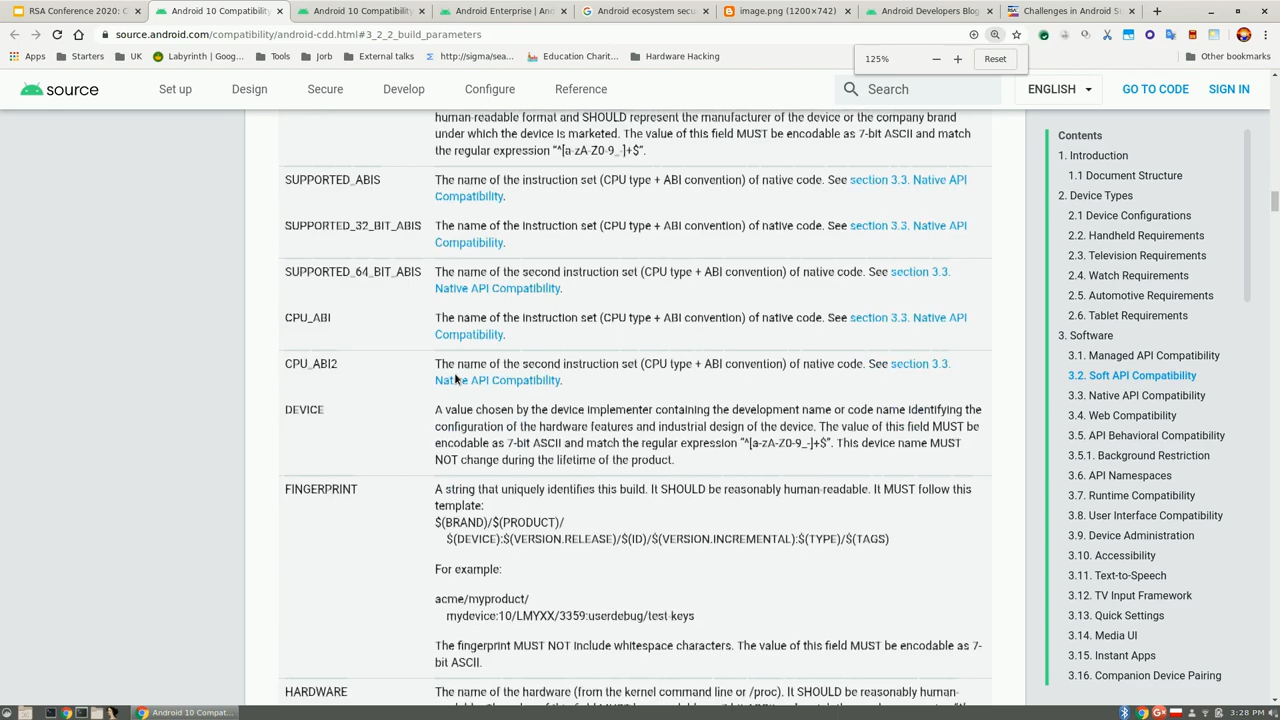 RSA Conference 2020: C
Android 10 Compatibility
Android 10 Compatibility
Android Enterprise | And
Android ecosystem secu
image.png (1200×742)
Android Developers Blog
Challenges in Android Su
source.android.com/compatibility/android-cdd.html#3_2_2_build_parameters
Apps
Starters
UK
Labyrinth | Goog...
Tools
Jorb
External talks
http://sigma/sea...
Education Charit...
Hardware Hacking
Other bookmarks
125%
Reset
source
Set up
Design
Secure
Develop
Configure
Reference
Search
ENGLISH
GO TO CODE
SIGN IN
human-readable format and SHOULD represent the manufacturer of the device or the company brand
under which the device is marketed. The value of this field MUST be encodable as 7-bit ASCII and match
the regular expression “^[a-zA-Z0-9_-]+$”.
SUPPORTED_ABIS
The name of the instruction set (CPU type + ABI convention) of native code. See section 3.3. Native API
Compatibility.
SUPPORTED_32_BIT_ABIS
The name of the instruction set (CPU type + ABI convention) of native code. See section 3.3. Native API
Compatibility.
SUPPORTED_64_BIT_ABIS
The name of the second instruction set (CPU type + ABI convention) of native code. See section 3.3.
Native API Compatibility.
CPU_ABI
The name of the instruction set (CPU type + ABI convention) of native code. See section 3.3. Native API
Compatibility.
CPU_ABI2
The name of the second instruction set (CPU type + ABI convention) of native code. See section 3.3.
Native API Compatibility.
DEVICE
A value chosen by the device implementer containing the development name or code name identifying the
configuration of the hardware features and industrial design of the device. The value of this field MUST be
encodable as 7-bit ASCII and match the regular expression “^[a-zA-Z0-9_-]+$”. This device name MUST
NOT change during the lifetime of the product.
FINGERPRINT
A string that uniquely identifies this build. It SHOULD be reasonably human-readable. It MUST follow this
template:
$(BRAND)/$(PRODUCT)/
$(DEVICE):$(VERSION.RELEASE)/$(ID)/$(VERSION.INCREMENTAL):$(TYPE)/$(TAGS)
For example:
acme/myproduct/
mydevice:10/LMYXX/3359:userdebug/test-keys
The fingerprint MUST NOT include whitespace characters. The value of this field MUST be encodable as 7-
bit ASCII.
HARDWARE
The name of the hardware (from the kernel command line or /proc). It SHOULD be reasonably human-
Contents
1. Introduction
1.1 Document Structure
2. Device Types
2.1 Device Configurations
2.2. Handheld Requirements
2.3. Television Requirements
2.4. Watch Requirements
2.5. Automotive Requirements
2.6. Tablet Requirements
3. Software
3.1. Managed API Compatibility
3.2. Soft API Compatibility
3.3. Native API Compatibility
3.4. Web Compatibility
3.5. API Behavioral Compatibility
3.5.1. Background Restriction
3.6. API Namespaces
3.7. Runtime Compatibility
3.8. User Interface Compatibility
3.9. Device Administration
3.10. Accessibility
3.11. Text-to-Speech
3.12. TV Input Framework
3.13. Quick Settings
3.14. Media UI
3.15. Instant Apps
3.16. Companion Device Pairing
Android 10 Compat...
3:28 PM